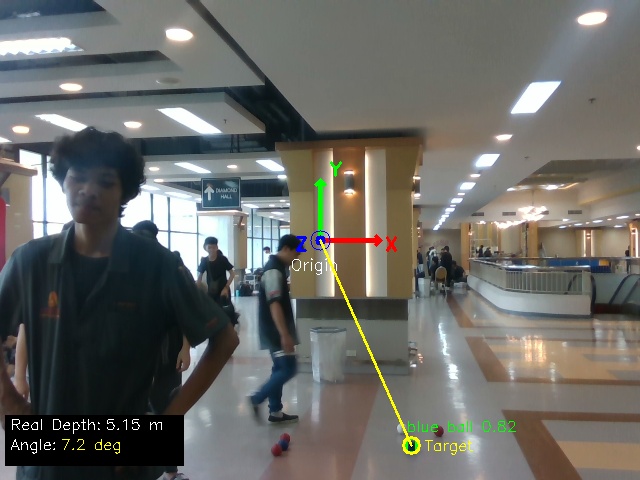 DIAMOND
HALL
Y
Z
X
Origin
blue ball 0.82
Target
Real Depth: 5.15 m
Angle: 7.2 deg